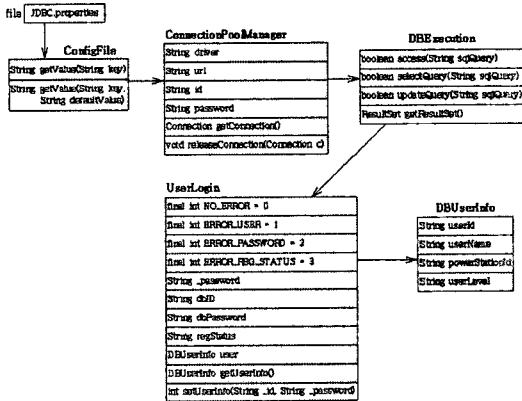 file JDBC.properties
ConfigFile
String getValue(String key)
String getValue(String key,
String defaultValue)
ConnectionPoolManager
String driver
String url
String id
String password
Connection getConnection()
void releaseConnection(Connection c)
DBExecution
boolean access(String sqlQuery)
boolean selectQuery(String sqlQuery)
boolean updateQuery(String sqlQuery)
ResultSet getResultSet()
UserLogin
final int NO_ERROR = 0
final int ERROR_USER = 1
final int ERROR_PASSWORD = 2
final int ERROR_REG_STATUS = 3
String _password
String dbID
String dbPassword
String regStatus
DBUserInfo user
DBUserInfo getUserInfo()
int setUserInfo(String _id, String _password)
DBUserInfo
String userId
String userName
String powerStationId
String userLevel